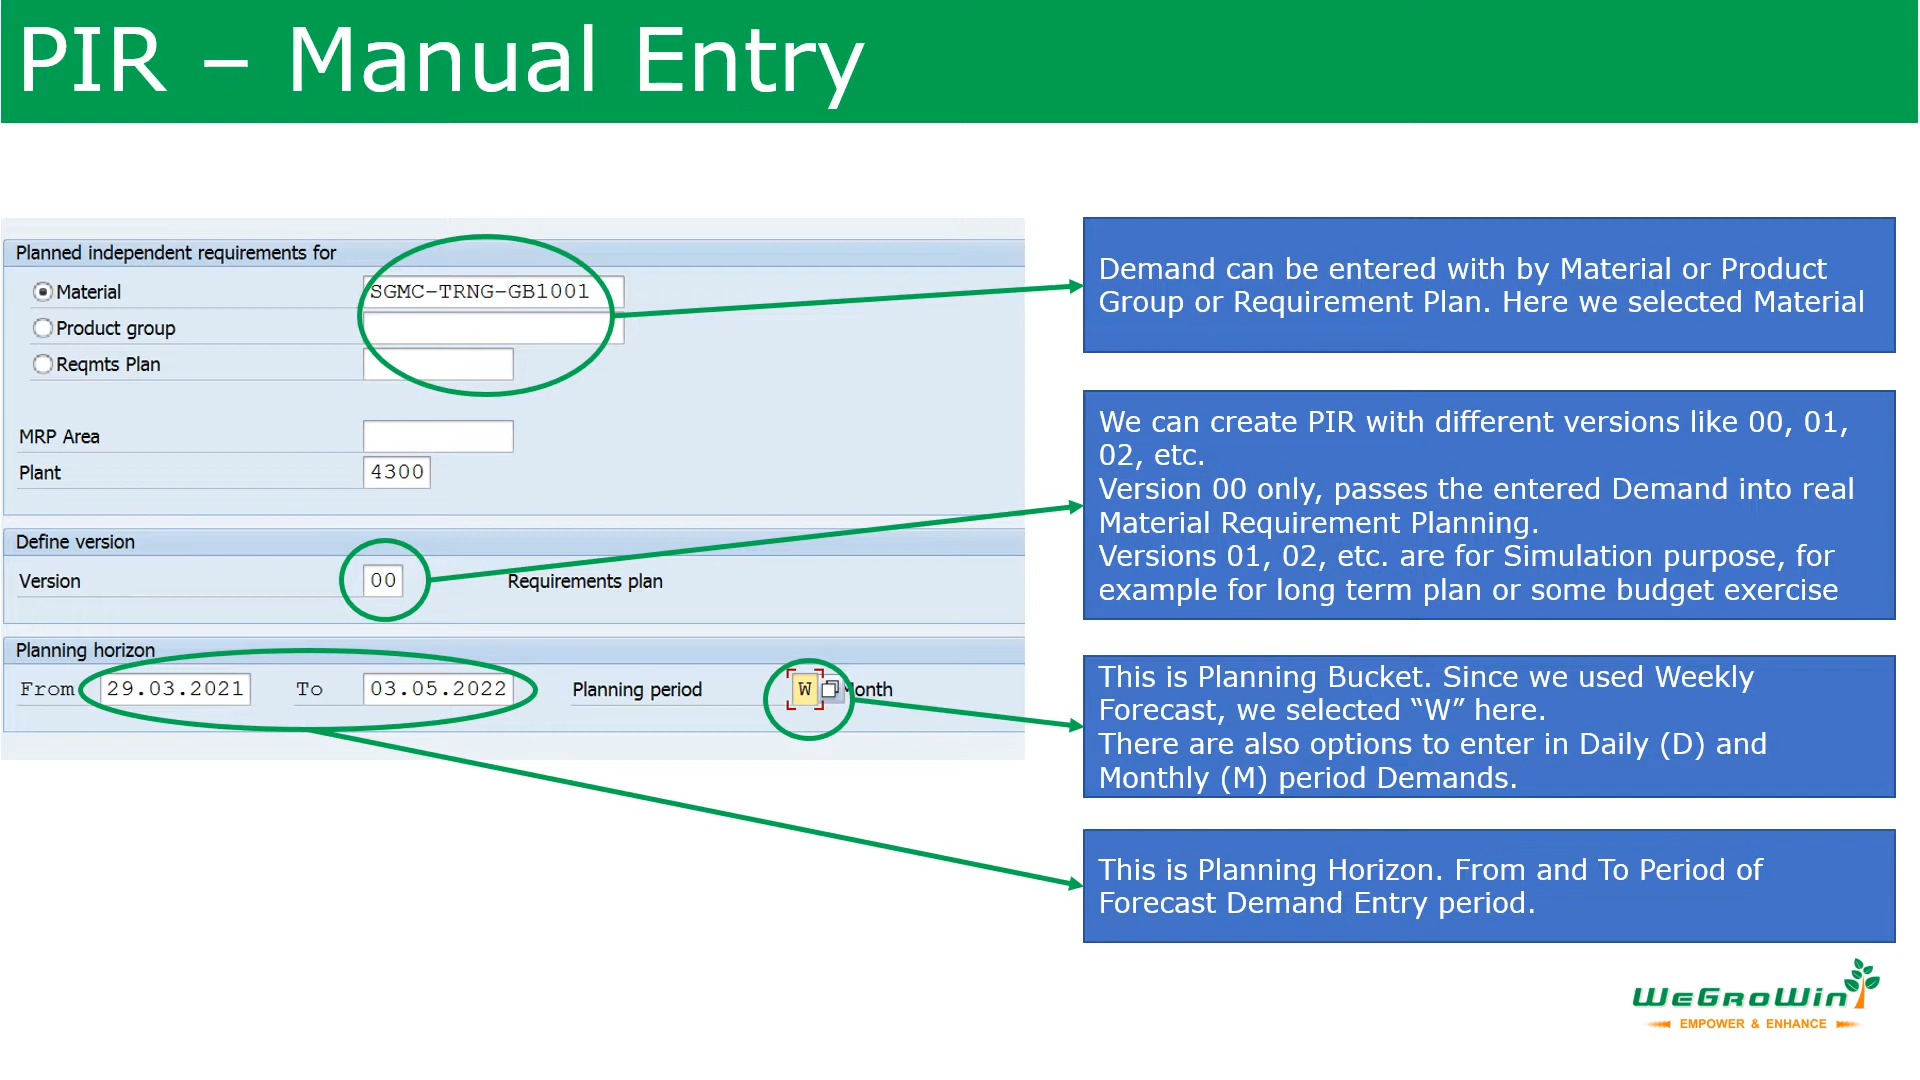 PIR – Manual Entry
Planned independent requirements for
Material SGMC-TRNG-GB1001
Product group
Reqmts Plan
MRP Area
Plant 4300
Define version
Version 00 Requirements plan
Planning horizon
From 29.03.2021 To 03.05.2022 Planning period W Month
Demand can be entered with by Material or Product
Group or Requirement Plan. Here we selected Material
We can create PIR with different versions like 00, 01,
02, etc.
Version 00 only, passes the entered Demand into real
Material Requirement Planning.
Versions 01, 02, etc. are for Simulation purpose, for
example for long term plan or some budget exercise
This is Planning Bucket. Since we used Weekly
Forecast, we selected “W” here.
There are also options to enter in Daily (D) and
Monthly (M) period Demands.
This is Planning Horizon. From and To Period of
Forecast Demand Entry period.
WeGroWin
EMPOWER & ENHANCE